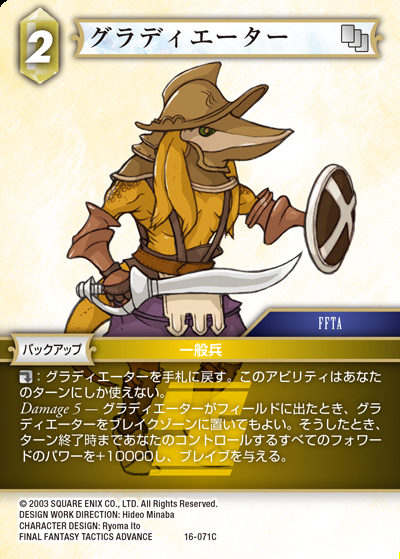 2
グラディエーター
FFTA
バックアップ
一般兵
：グラディエーターを手札に戻す。このアビリティはあなた
のターンにしか使えない。
Damage 5 — グラディエーターがフィールドに出たとき、グラ
ディエーターをブレイクゾーンに置いてもよい。そうしたとき、
ターン終了時まであなたのコントロールするすべてのフォワー
ドのパワーを+10000し、ブレイブを与える。
© 2003 SQUARE ENIX CO., LTD. All Rights Reserved.
DESIGN WORK DIRECTION: Hideo Minaba
CHARACTER DESIGN: Ryoma Ito
FINAL FANTASY TACTICS ADVANCE 16-071C